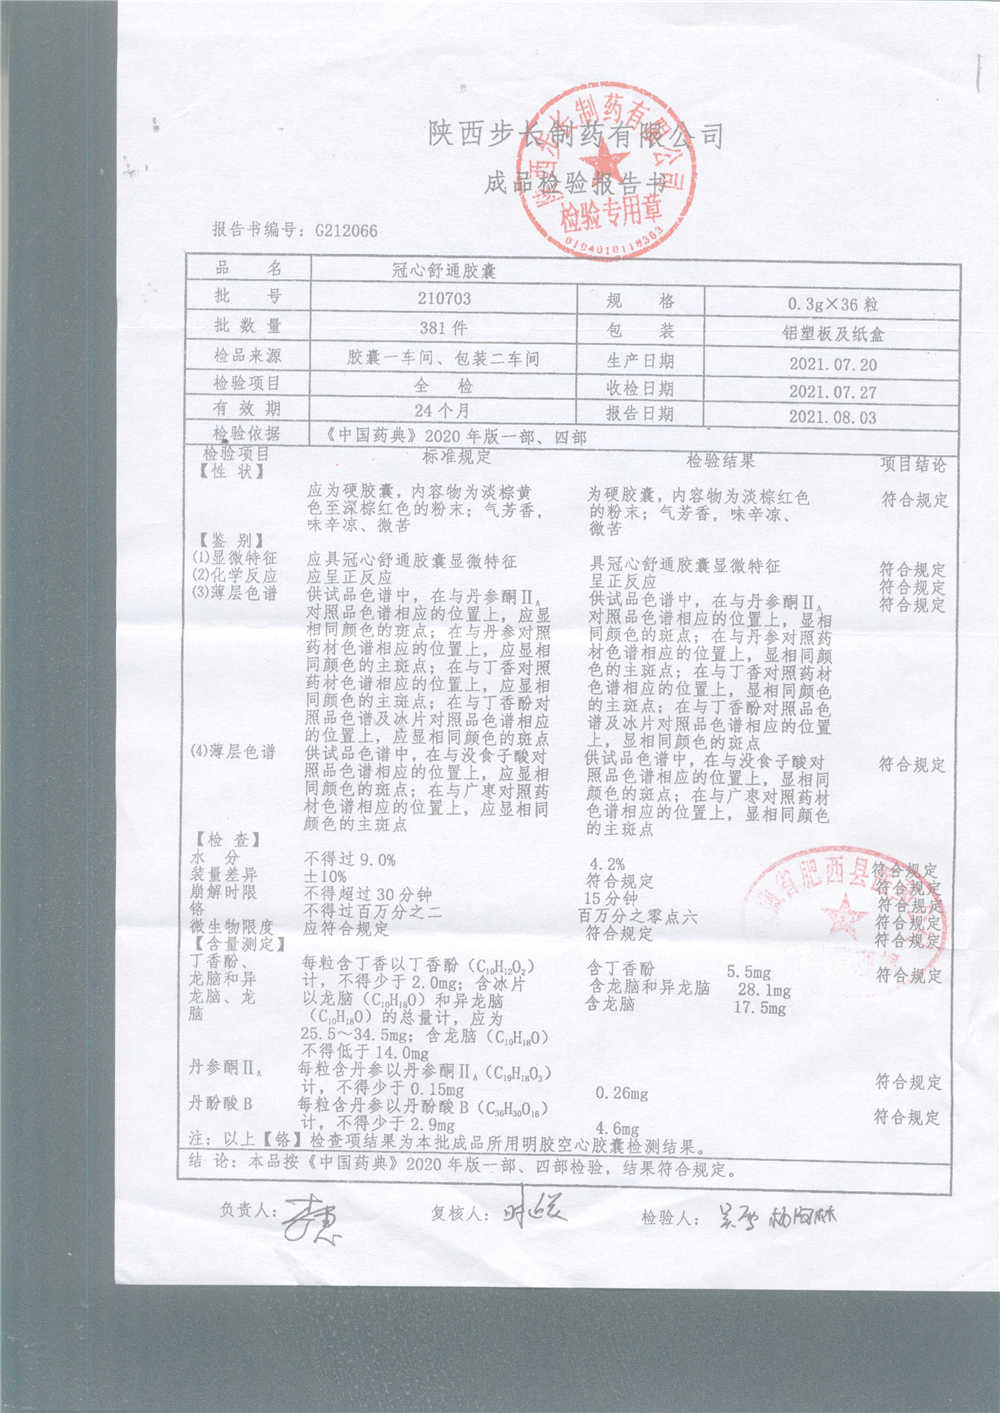 陕西步长制药有限公司
成品检验报告书
陕西步长制药有限公司
检验专用章
报告书编号：G212066
品 名 冠心舒通胶囊
批 号 210703 规 格 0.3g×36粒
批 数 量 381件 包 装 铝塑板及纸盒
检品来源 胶囊一车间、包装二车间 生产日期 2021.07.20
检验项目 全 检 收检日期 2021.07.27
有 效 期 24个月 报告日期 2021.08.03
检验依据 《中国药典》2020年版一部、四部
检验项目 标准规定 检验结果 项目结论
【性 状】
应为硬胶囊，内容物为淡棕黄 为硬胶囊，内容物为淡棕红色 符合规定
色至深棕红色的粉末；气芳香， 的粉末；气芳香，味辛凉、
味辛凉、微苦 微苦
【鉴 别】
⑴显微特征 应具冠心舒通胶囊显微特征 具冠心舒通胶囊显微特征 符合规定
⑵化学反应 应呈正反应 呈正反应 符合规定
⑶薄层色谱 供试品色谱中，在与丹参酮ⅡA 供试品色谱中，在与丹参酮ⅡA 符合规定
对照品色谱相应的位置上，应显 对照品色谱相应的位置上，显相
相同颜色的斑点；在与丹参对照 同颜色的斑点；在与丹参对照药
药材色谱相应的位置上，应显相 材色谱相应的位置上，显相同颜
同颜色的主斑点；在与丁香对照 色的主斑点；在与丁香对照药材
药材色谱相应的位置上，应显相 色谱相应的位置上，显相同颜色
同颜色的主斑点；在与丁香酚对 的主斑点；在与丁香酚对照品色
照品色谱及冰片对照品色谱相应 谱及冰片对照品色谱相应的位置
的位置上，应显相同颜色的斑点 上，显相同颜色的斑点
⑷薄层色谱 供试品色谱中，在与没食子酸对 供试品色谱中，在与没食子酸对 符合规定
照品色谱相应的位置上，应显相 照品色谱相应的位置上，显相同
同颜色的斑点；在与广枣对照药 颜色的斑点；在与广枣对照药材
材色谱相应的位置上，应显相同 色谱相应的位置上，显相同颜色
颜色的主斑点 的主斑点
【检 查】
水 分 不得过9.0% 4.2% 符合规定
装量差异 ±10% 符合规定 符合规定
崩解时限 不得超过30分钟 15分钟 符合规定
铬 不得过百万分之二 百万分之零点六 符合规定
微生物限度 应符合规定 符合规定 符合规定
【含量测定】
丁香酚、 每粒含丁香以丁香酚（C10H12O2） 含丁香酚 5.5mg 符合规定
龙脑和异 计，不得少于2.0mg；含冰片 含龙脑和异龙脑 28.1mg
龙脑、龙 以龙脑（C10H18O）和异龙脑 含龙脑 17.5mg
脑 （C10H18O）的总量计，应为
25.5～34.5mg；含龙脑（C10H18O）
不得低于14.0mg
丹参酮ⅡA 每粒含丹参以丹参酮ⅡA（C19H18O3） 符合规定
计，不得少于0.15mg 0.26mg
丹酚酸B 每粒含丹参以丹酚酸B（C36H30O16） 符合规定
计，不得少于2.9mg 4.6mg
注：以上【铬】检查项结果为本批成品所用明胶空心胶囊检测结果。
结 论：本品按《中国药典》2020年版一部、四部检验，结果符合规定。
负责人： 复核人： 检验人：